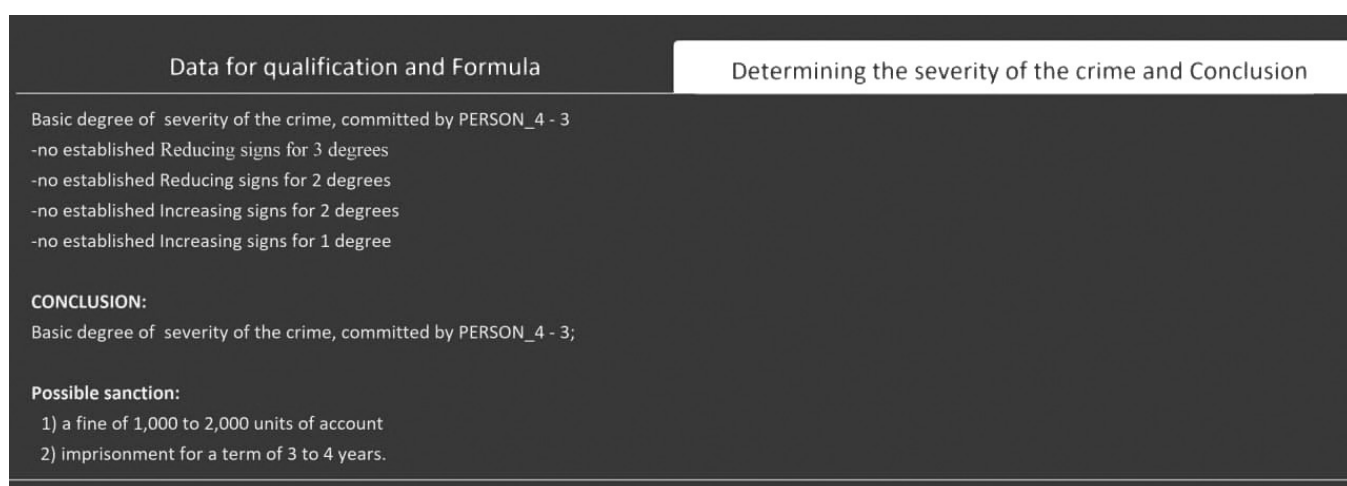 Data for qualification and Formula
Determining the severity of the crime and Conclusion
Basic degree of severity of the crime, committed by PERSON_4 - 3
-no established Reducing signs for 3 degrees
-no established Reducing signs for 2 degrees
-no established Increasing signs for 2 degrees
-no established Increasing signs for 1 degree
CONCLUSION:
Basic degree of severity of the crime, committed by PERSON_4 - 3;
Possible sanction:
1) a fine of 1,000 to 2,000 units of account
2) imprisonment for a term of 3 to 4 years.